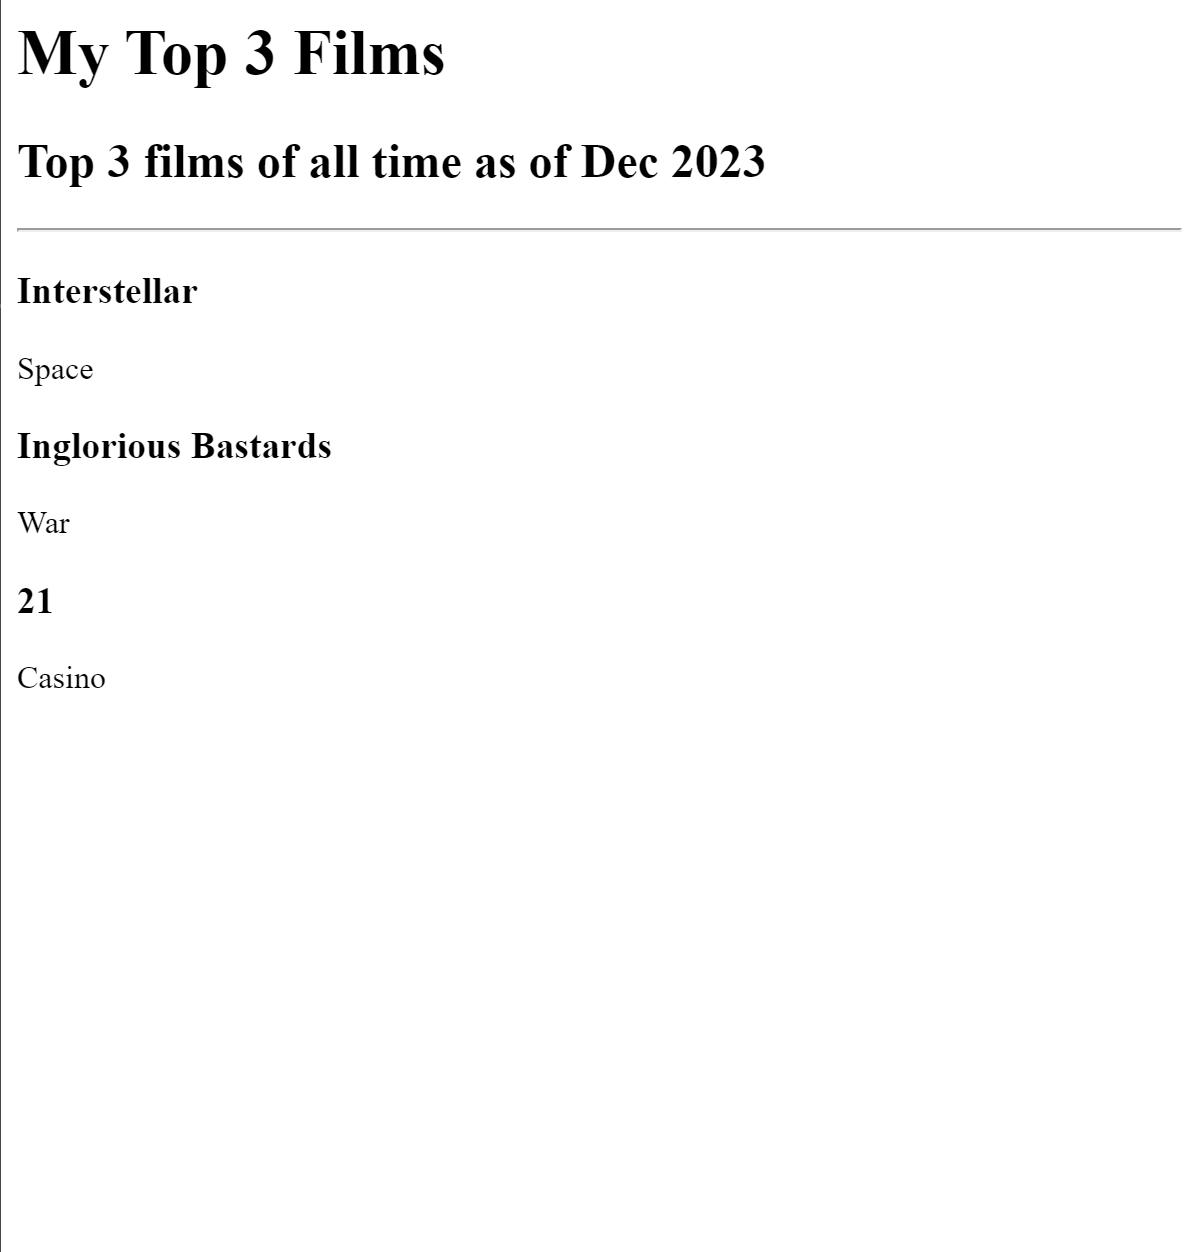 My Top 3 Films
Top 3 films of all time as of Dec 2023
Interstellar
Space
Inglorious Bastards
War
21
Casino